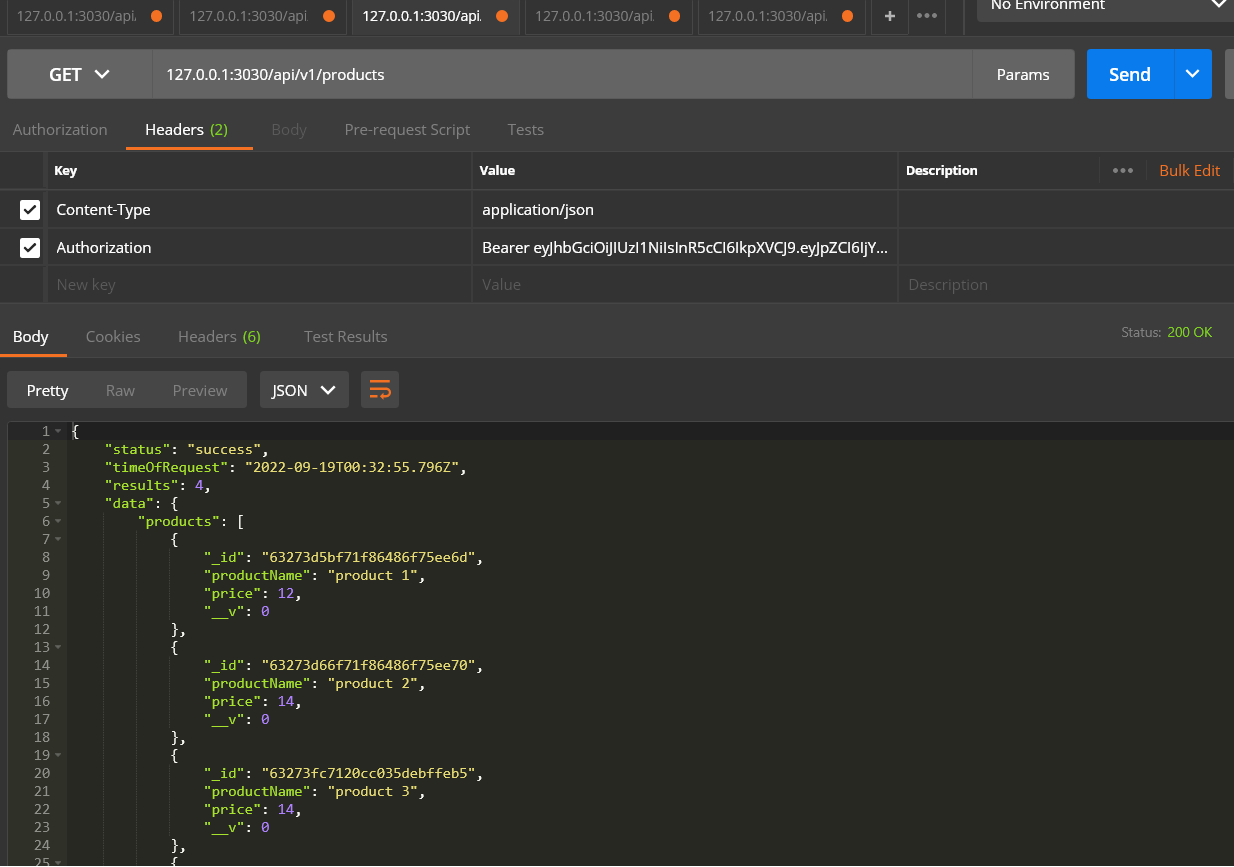 127.0.0.1:3030/api. 127.0.0.1:3030/api. 127.0.0.1:3030/api. 127.0.0.1:3030/api. 127.0.0.1:3030/api. + ••• No Environment
GET 127.0.0.1:3030/api/v1/products Params Send
Authorization Headers (2) Body Pre-request Script Tests
Key Value Description ••• Bulk Edit
Content-Type application/json
Authorization Bearer eyJhbGciOiJIUzI1NiIsInR5cCI6IkpXVCJ9.eyJpZCI6IjY...
New key Value Description
Body Cookies Headers (6) Test Results Status: 200 OK
Pretty Raw Preview JSON
1 {
2 "status": "success",
3 "timeOfRequest": "2022-09-19T00:32:55.796Z",
4 "results": 4,
5 "data": {
6 "products": [
7 {
8 "_id": "63273d5bf71f86486f75ee6d",
9 "productName": "product 1",
10 "price": 12,
11 "__v": 0
12 },
13 {
14 "_id": "63273d66f71f86486f75ee70",
15 "productName": "product 2",
16 "price": 14,
17 "__v": 0
18 },
19 {
20 "_id": "63273fc7120cc035debffeb5",
21 "productName": "product 3",
22 "price": 14,
23 "__v": 0
24 },
25 {